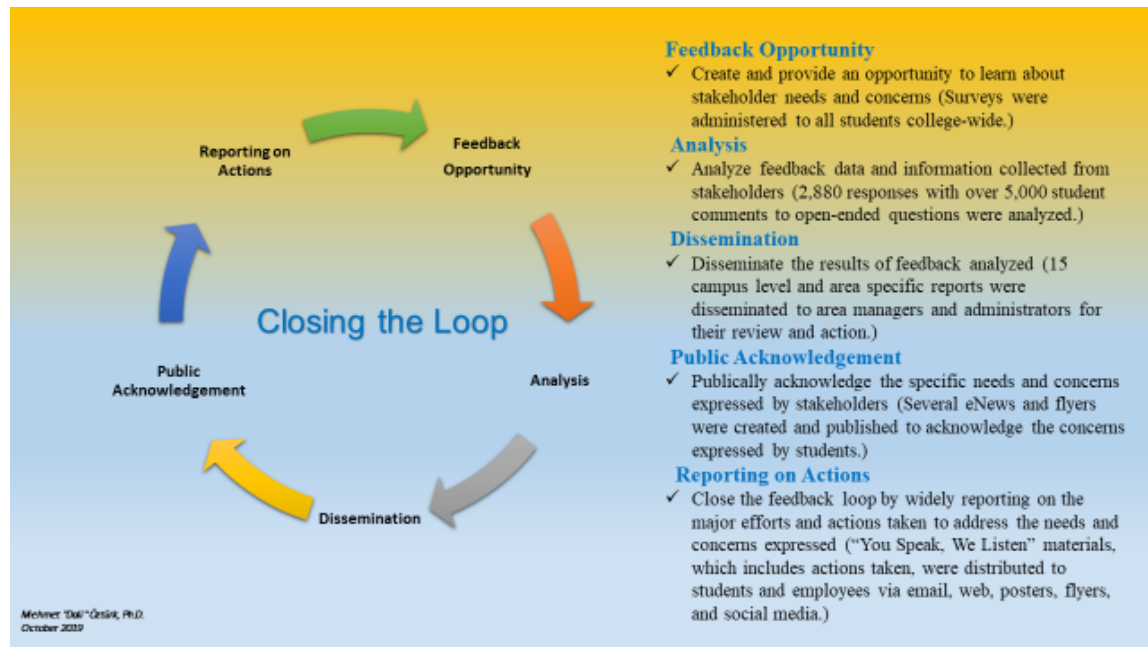 Reporting on
Actions
Feedback
Opportunity
Closing the Loop
Public
Acknowledgement
Analysis
Dissemination
Feedback Opportunity
✓ Create and provide an opportunity to learn about
stakeholder needs and concerns (Surveys were
administered to all students college-wide.)
Analysis
✓ Analyze feedback data and information collected from
stakeholders (2,880 responses with over 5,000 student
comments to open-ended questions were analyzed.)
Dissemination
✓ Disseminate the results of feedback analyzed (15
campus level and area specific reports were
disseminated to area managers and administrators for
their review and action.)
Public Acknowledgement
✓ Publically acknowledge the specific needs and concerns
expressed by stakeholders (Several eNews and flyers
were created and published to acknowledge the concerns
expressed by students.)
Reporting on Actions
✓ Close the feedback loop by widely reporting on the
major efforts and actions taken to address the needs and
concerns expressed (“You Speak, We Listen” materials,
which includes actions taken, were distributed to
students and employees via email, web, posters, flyers,
and social media.)
Mehmet Öztürk, Ph.D.
October 2019